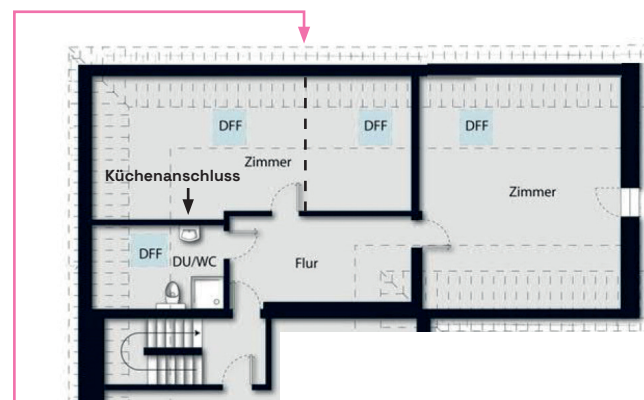 DFF
DFF
DFF
Zimmer
Küchenanschluss
Zimmer
DFF
DU/WC
Flur